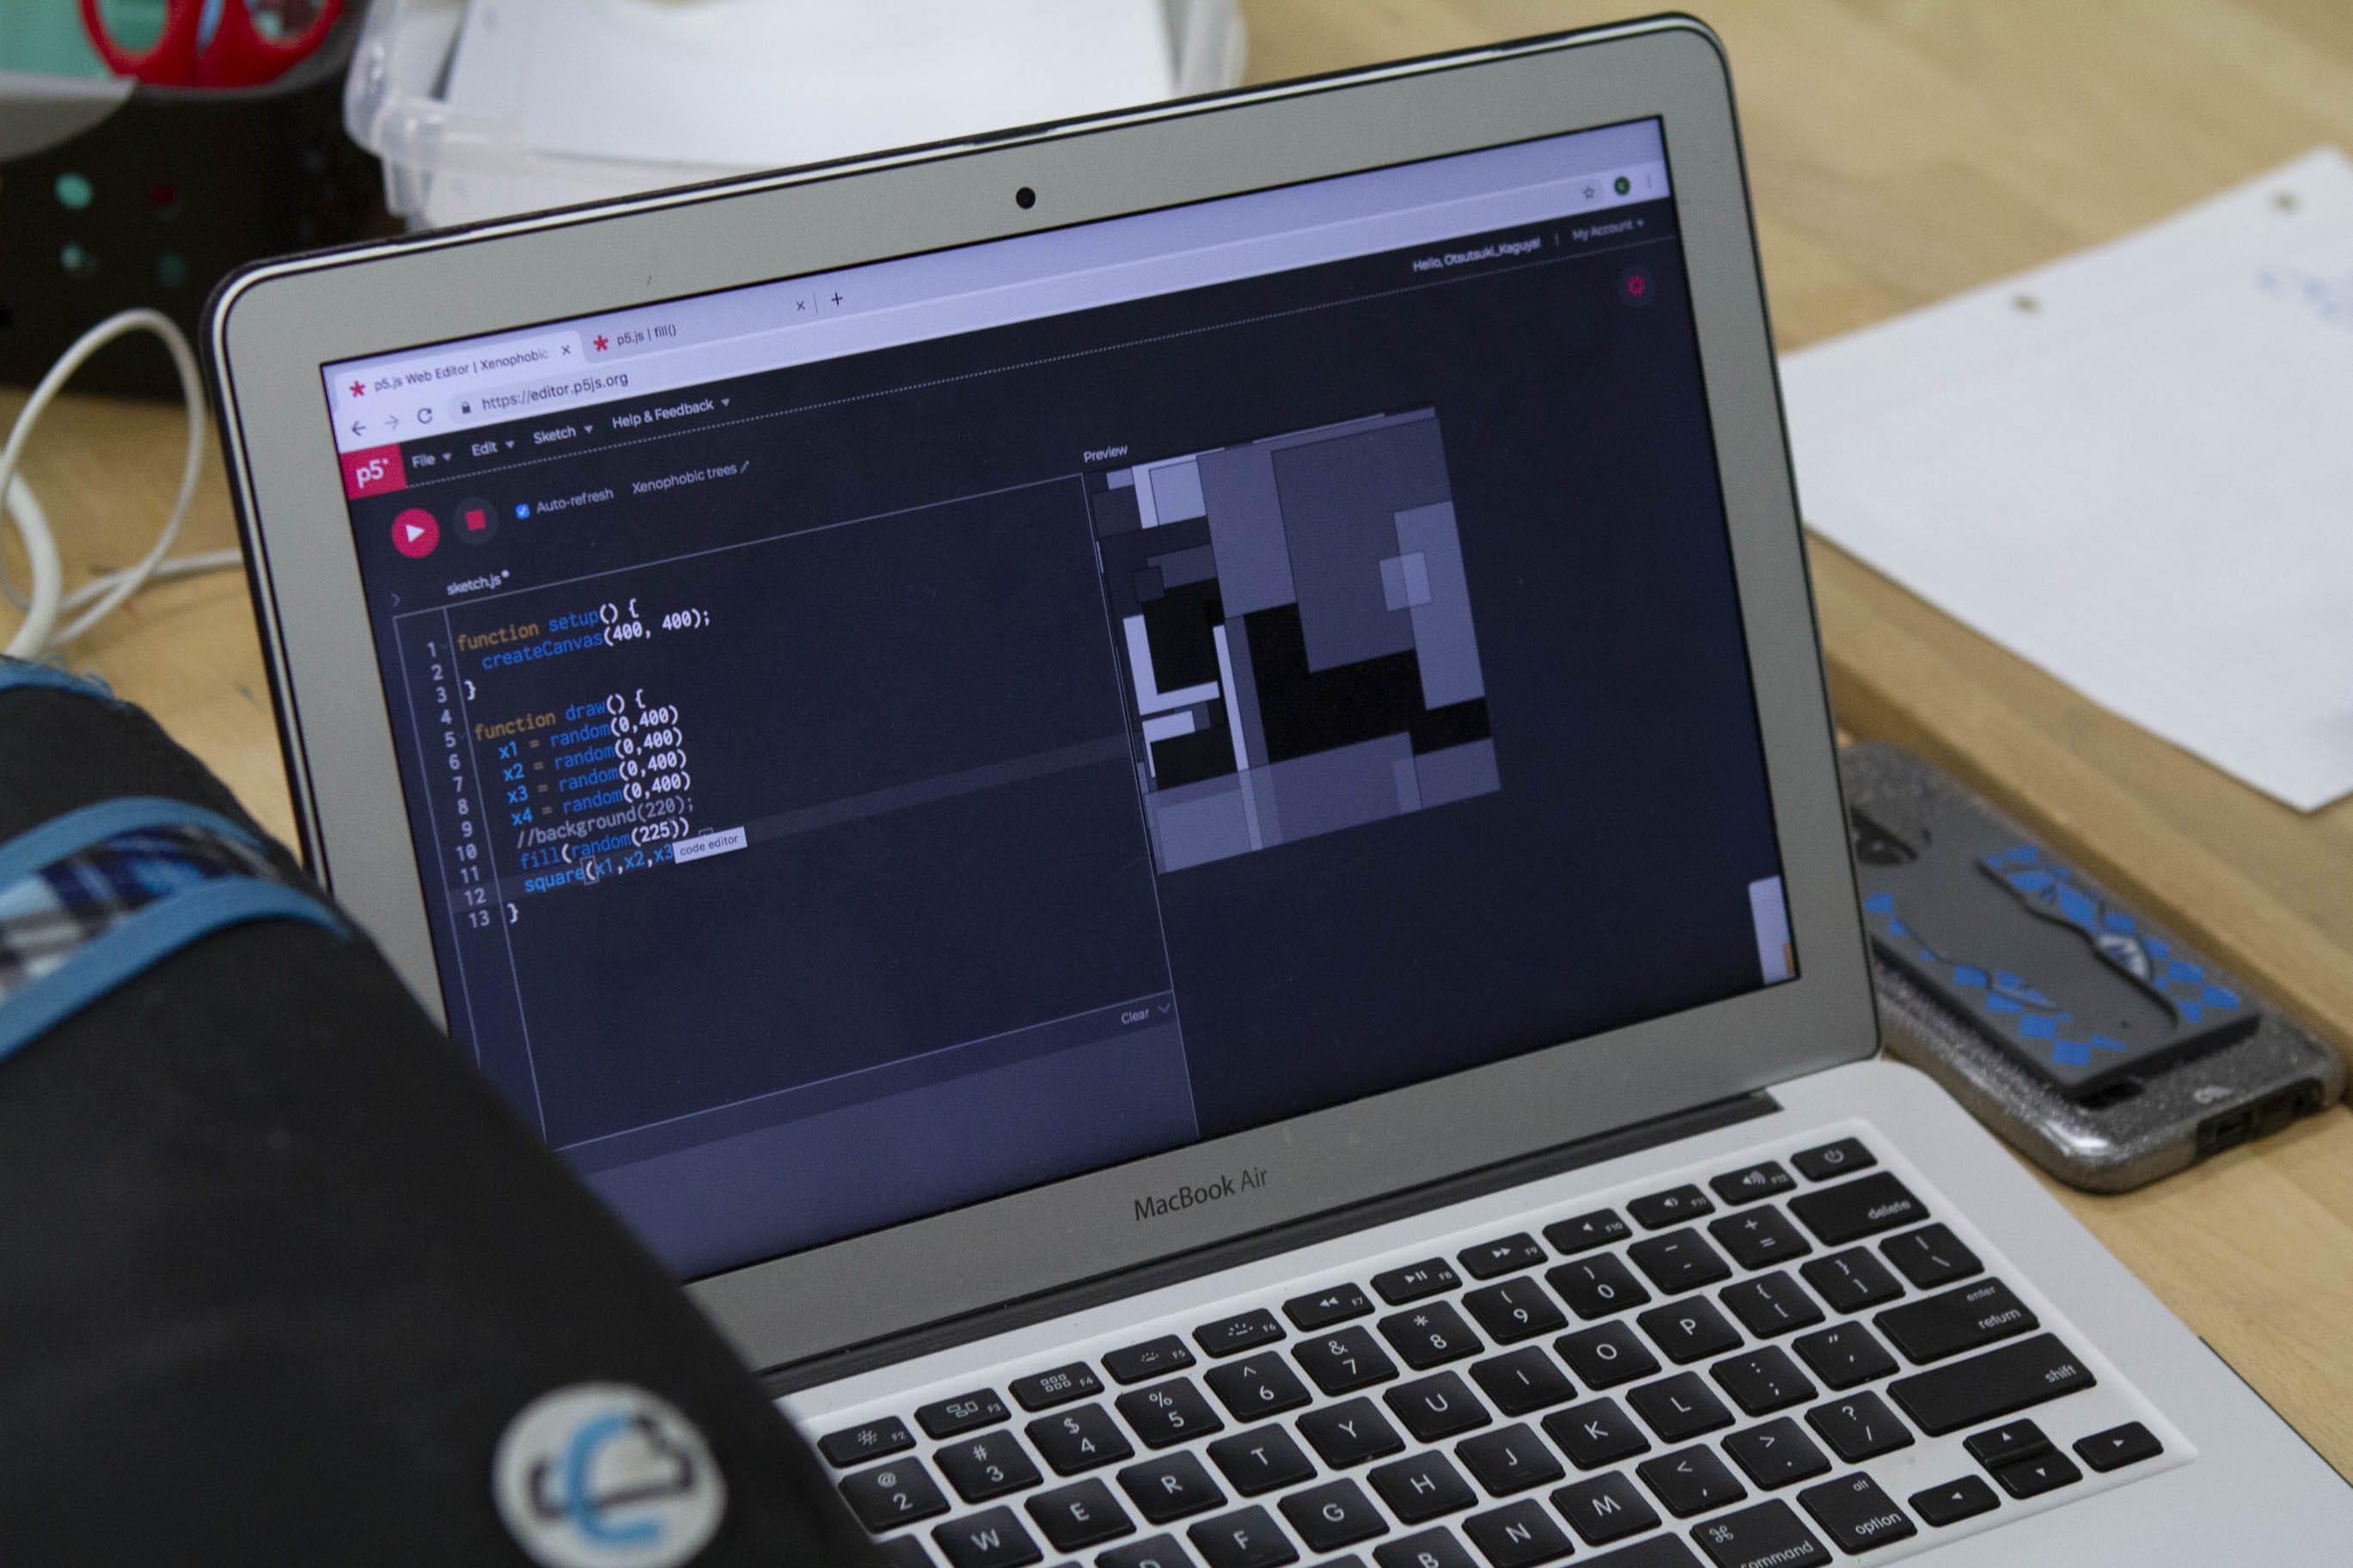 p5.js Web Editor | Xenophobic
p5.js | fill()
https://editor.p5js.org
p5*
File
Edit
Sketch
Help & Feedback
Hello, Otsutsuki_Kaguya!
|
My Account
Auto-refresh
Xenophobic trees
sketch.js
Preview
1 function setup() {
2 createCanvas(400, 400);
3 }
4
5 function draw() {
6 x1 = random(0,400)
7 x2 = random(0,400)
8 x3 = random(0,400)
9 x4 = random(0,400)
10 //background(220);
11 fill(random(225))
12 square(x1,x2,x3
13 }
code editor
Clear
MacBook Air
F2 F3 F4 F5 F6 F7 F8 F9 F10 F11 F12
@ 2 # 3 $ 4 % 5 ^ 6 & 7 * 8 ( 9 ) 0 _ - + = delete
W E R T Y U I O P { [ } ] | \
D F G H J K L : ; " ' enter return
B N M < , > . ? / shift
⌘ command alt option